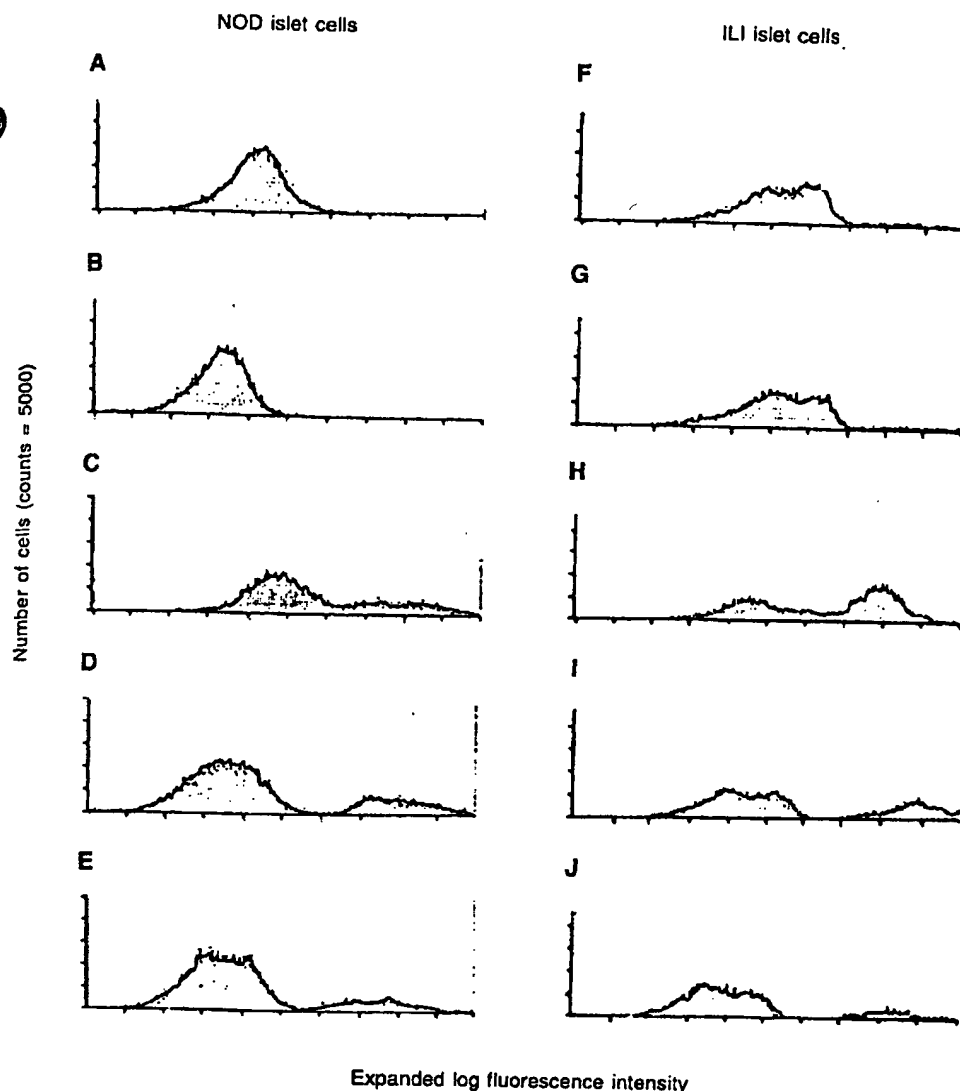 NOD islet cells
ILI islet cells
A
F
B
G
C
H
D
I
E
J
Number of cells (counts = 5000)
Expanded log fluorescence intensity